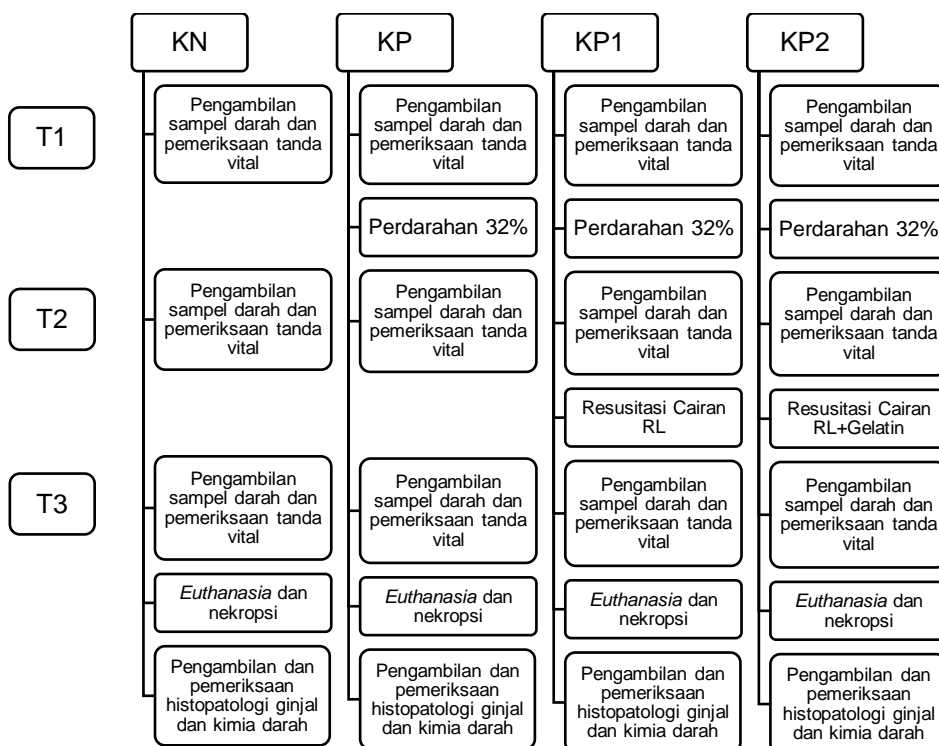 KN
KP
KP1
KP2
T1
Pengambilan
sampel darah dan
pemeriksaan tanda
vital
Pengambilan
sampel darah dan
pemeriksaan tanda
vital
Pengambilan
sampel darah dan
pemeriksaan tanda
vital
Pengambilan
sampel darah dan
pemeriksaan tanda
vital
Perdarahan 32%
Perdarahan 32%
Perdarahan 32%
T2
Pengambilan
sampel darah dan
pemeriksaan tanda
vital
Pengambilan
sampel darah dan
pemeriksaan tanda
vital
Pengambilan
sampel darah dan
pemeriksaan tanda
vital
Pengambilan
sampel darah dan
pemeriksaan tanda
vital
Resusitasi Cairan
RL
Resusitasi Cairan
RL+Gelatin
T3
Pengambilan
sampel darah dan
pemeriksaan tanda
vital
Pengambilan
sampel darah dan
pemeriksaan tanda
vital
Pengambilan
sampel darah dan
pemeriksaan tanda
vital
Pengambilan
sampel darah dan
pemeriksaan tanda
vital
Euthanasia dan
nekropsi
Euthanasia dan
nekropsi
Euthanasia dan
nekropsi
Euthanasia dan
nekropsi
Pengambilan dan
pemeriksaan
histopatologi ginjal
dan kimia darah
Pengambilan dan
pemeriksaan
histopatologi ginjal
dan kimia darah
Pengambilan dan
pemeriksaan
histopatologi ginjal
dan kimia darah
Pengambilan dan
pemeriksaan
histopatologi ginjal
dan kimia darah